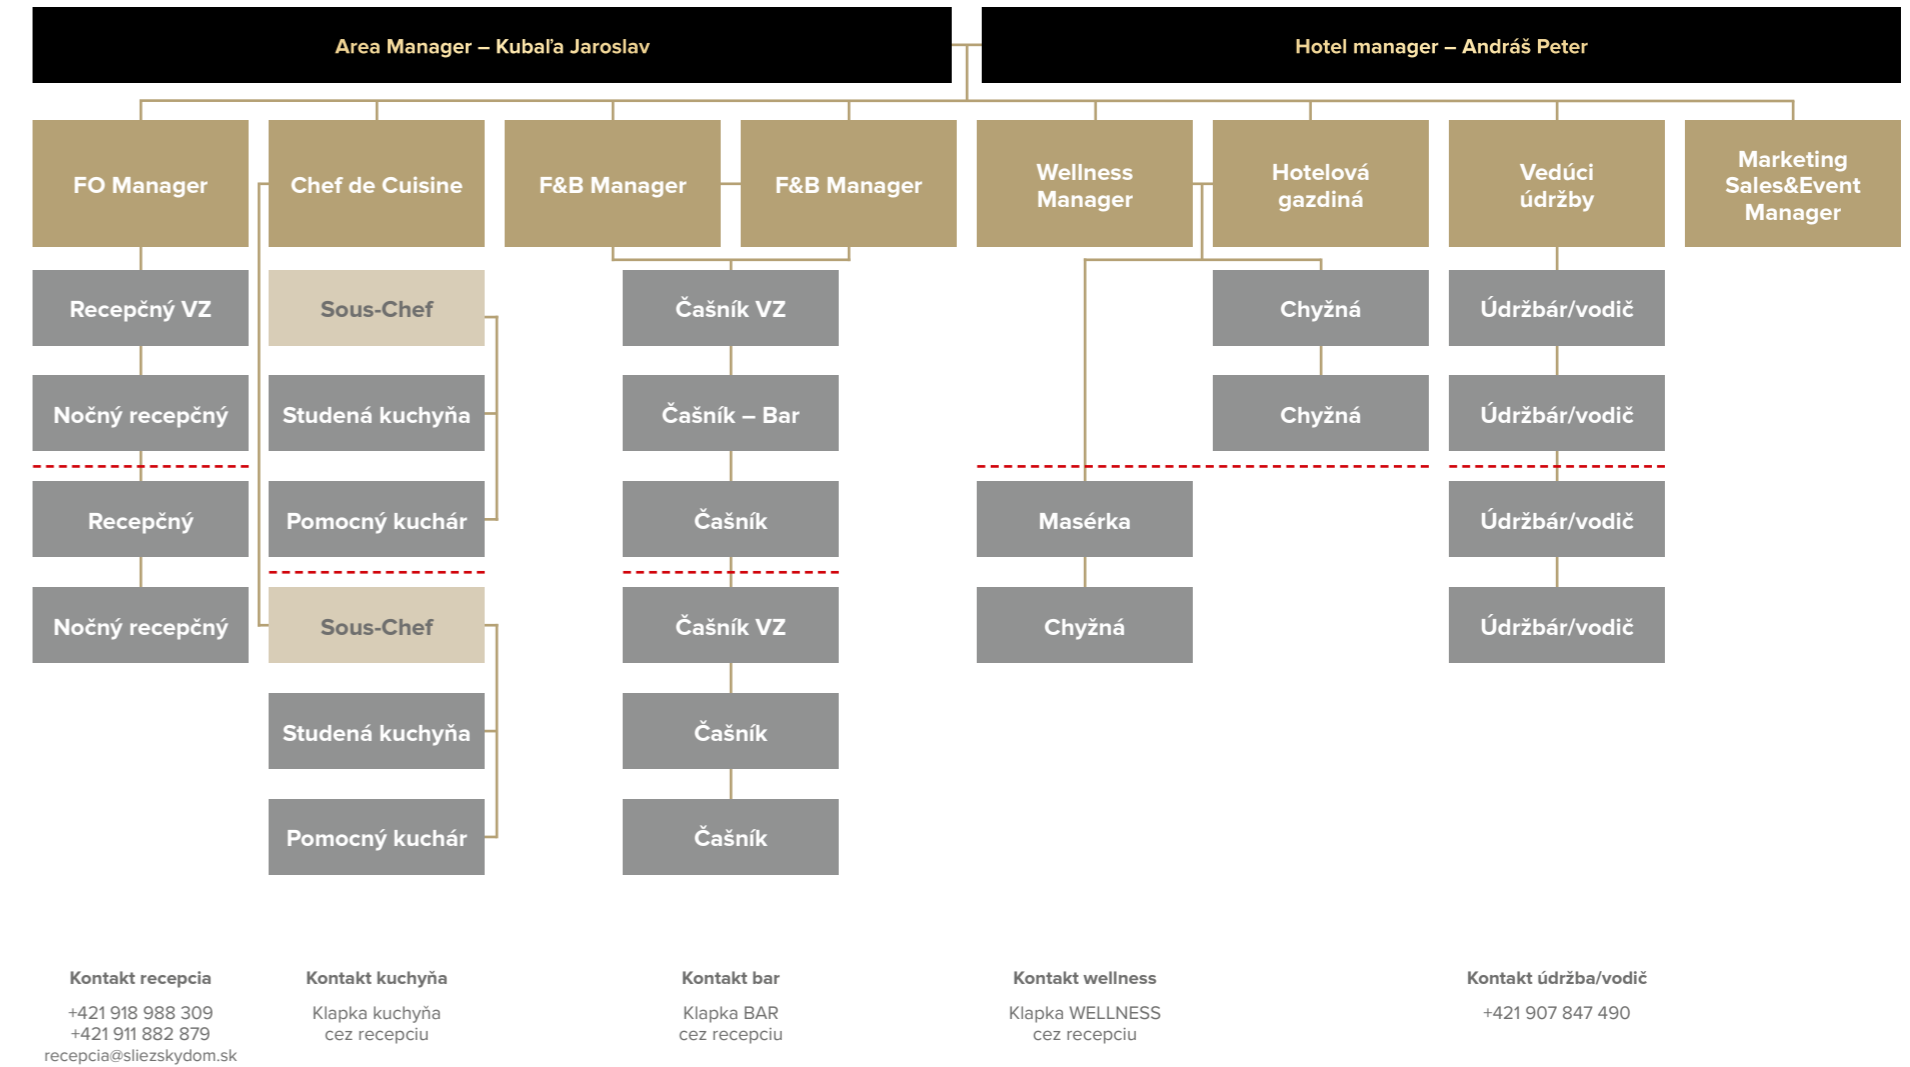 Area Manager – Kubaľa Jaroslav
Hotel manager – Andráš Peter
FO Manager
Chef de Cuisine
F&B Manager
F&B Manager
Wellness
Manager
Hotelová
gazdiná
Vedúci
údržby
Marketing
Sales&Event
Manager
Recepčný VZ
Sous-Chef
Čašník VZ
Chyžná
Údržbár/vodič
Nočný recepčný
Studená kuchyňa
Čašník – Bar
Chyžná
Údržbár/vodič
Recepčný
Pomocný kuchár
Čašník
Masérka
Údržbár/vodič
Nočný recepčný
Sous-Chef
Čašník VZ
Chyžná
Údržbár/vodič
Studená kuchyňa
Čašník
Pomocný kuchár
Čašník
Kontakt recepcia
+421 918 988 309
+421 911 882 879
recepcia@sliezskydom.sk
Kontakt kuchyňa
Klapka kuchyňa
cez recepciu
Kontakt bar
Klapka BAR
cez recepciu
Kontakt wellness
Klapka WELLNESS
cez recepciu
Kontakt údržba/vodič
+421 907 847 490